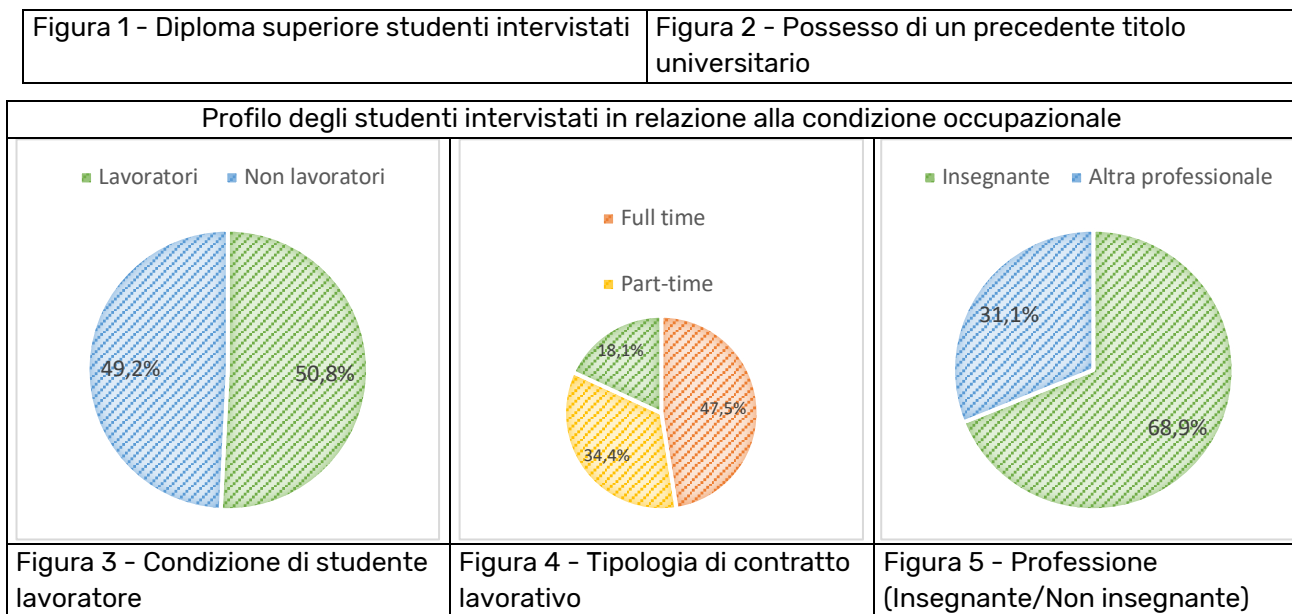 Figura 1 - Diploma superiore studenti intervistati
Figura 2 - Possesso di un precedente titolo
universitario
Profilo degli studenti intervistati in relazione alla condizione occupazionale
Lavoratori Non lavoratori
49,2%
50,8%
Full time
Part-time
18,1%
47,5%
34,4%
Insegnante Altra professionale
31,1%
68,9%
Figura 3 - Condizione di studente
lavoratore
Figura 4 - Tipologia di contratto
lavorativo
Figura 5 - Professione
(Insegnante/Non insegnante)